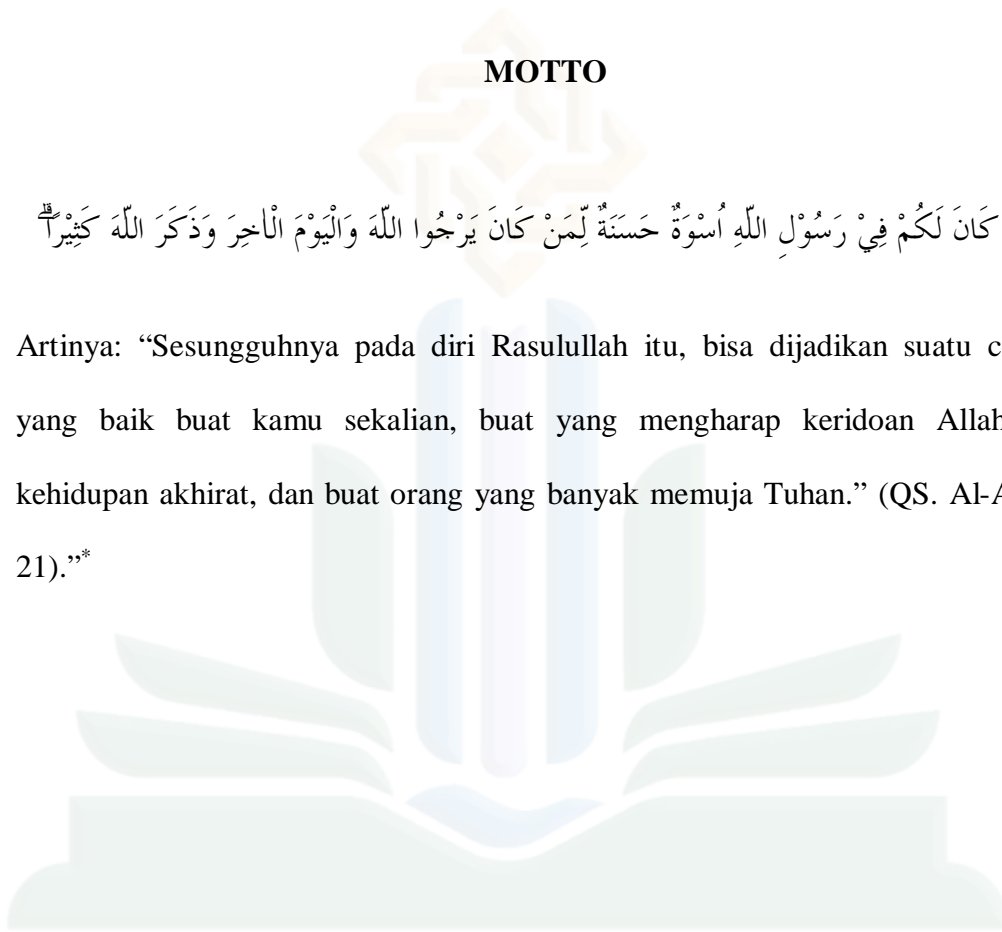 MOTTO
كَانَ لَكُمْ فِيْ رَسُوْلِ اللّٰهِ اُسْوَةٌ حَسَنَةٌ لِّمَنْ كَانَ يَرْجُوا اللّٰهَ وَالْيَوْمَ الْاٰخِرَ وَذَكَرَ اللّٰهَ كَثِيْرًاۗ
Artinya: “Sesungguhnya pada diri Rasulullah itu, bisa dijadikan suatu c
yang baik buat kamu sekalian, buat yang mengharap keridoan Allah
kehidupan akhirat, dan buat orang yang banyak memuja Tuhan.” (QS. Al-A
21).”*